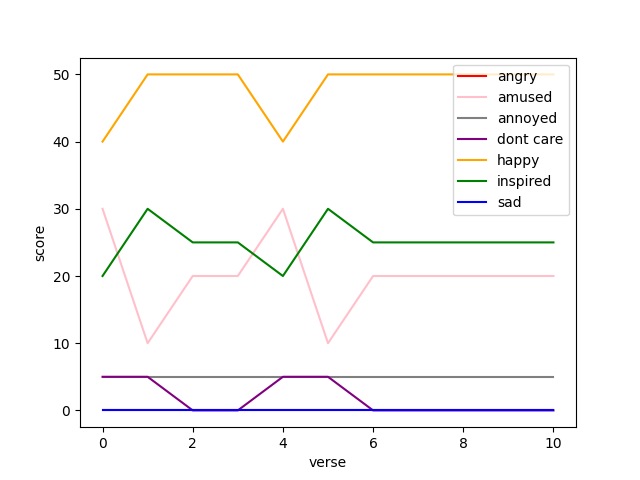 50
40
30
20
10
0
score
0 2 4 6 8 10
verse
angry
amused
annoyed
dont care
happy
inspired
sad